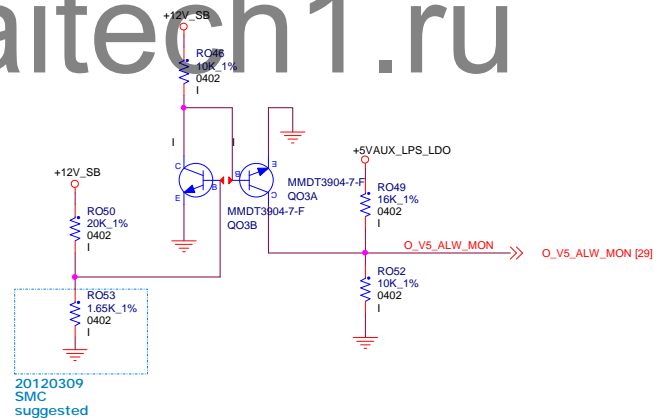 aitech1.ru
+12V_SB
RO46
10K_1%
0402
I
I
I
+12V_SB
RO50
20K_1%
0402
I
C
B
E
MMDT3904-7-F
QO3B
E
B
C
MMDT3904-7-F
QO3A
+5VAUX_LPS_LDO
RO49
16K_1%
0402
I
O_V5_ALW_MON
O_V5_ALW_MON [29]
RO52
10K_1%
0402
I
RO53
1.65K_1%
0402
I
20120309
SMC
suggested